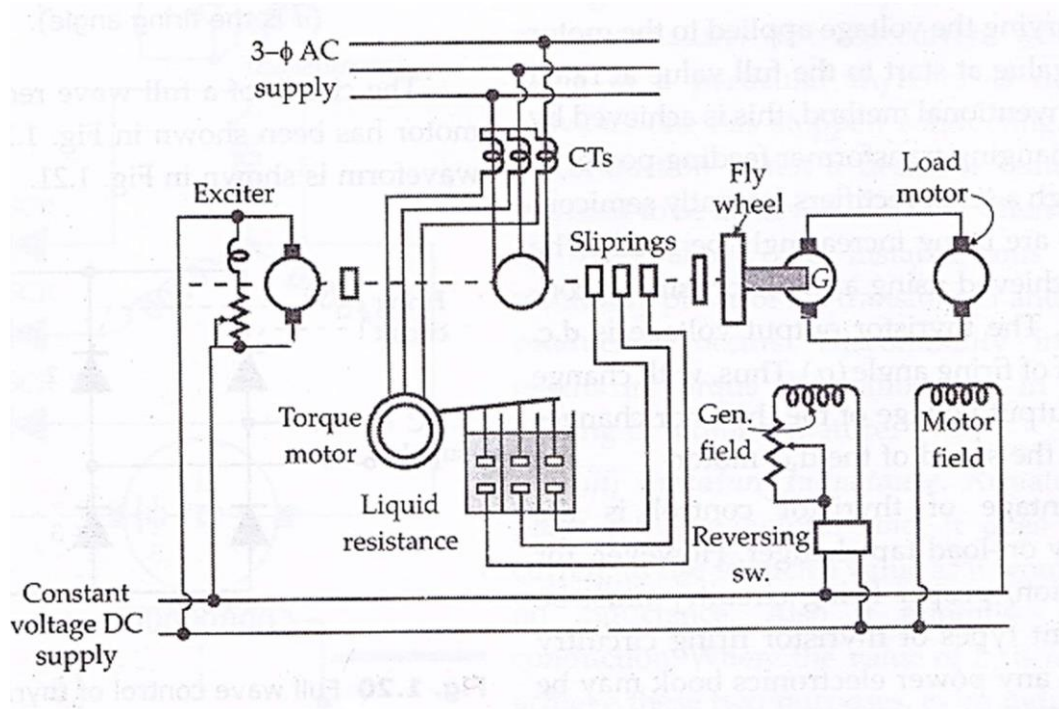 3–ϕ AC
supply
CTs
Exciter
Fly
wheel
Load
motor
Sliprings
G
Torque
motor
Gen.
field
Motor
field
Liquid
resistance
Reversing
sw.
Constant
voltage DC
supply